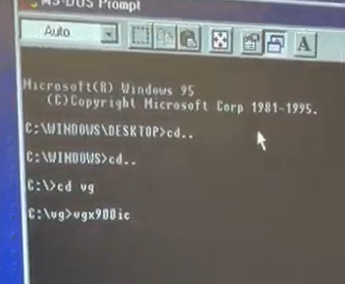 MS-DOS Prompt
Auto
A
Microsoft(R) Windows 95
(C)Copyright Microsoft Corp 1981-1995.
C:\WINDOWS\DESKTOP>cd..
C:\WINDOWS>cd..
C:\>cd vg
C:\vg>vgx900ic